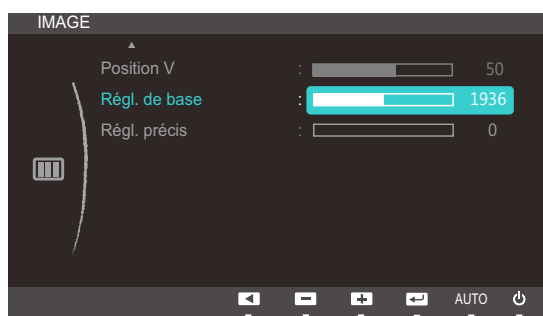 IMAGE
Position V : 50
Régl. de base : 1936
Régl. précis : 0
AUTO